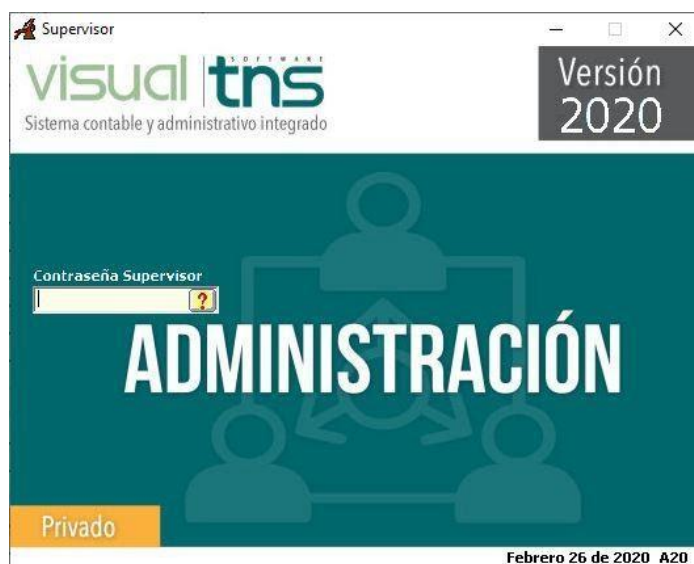 Supervisor
visual tns
SOFTWARE
Sistema contable y administrativo integrado
Versión
2020
Contraseña Supervisor
?
ADMINISTRACIÓN
Privado
Febrero 26 de 2020 A20